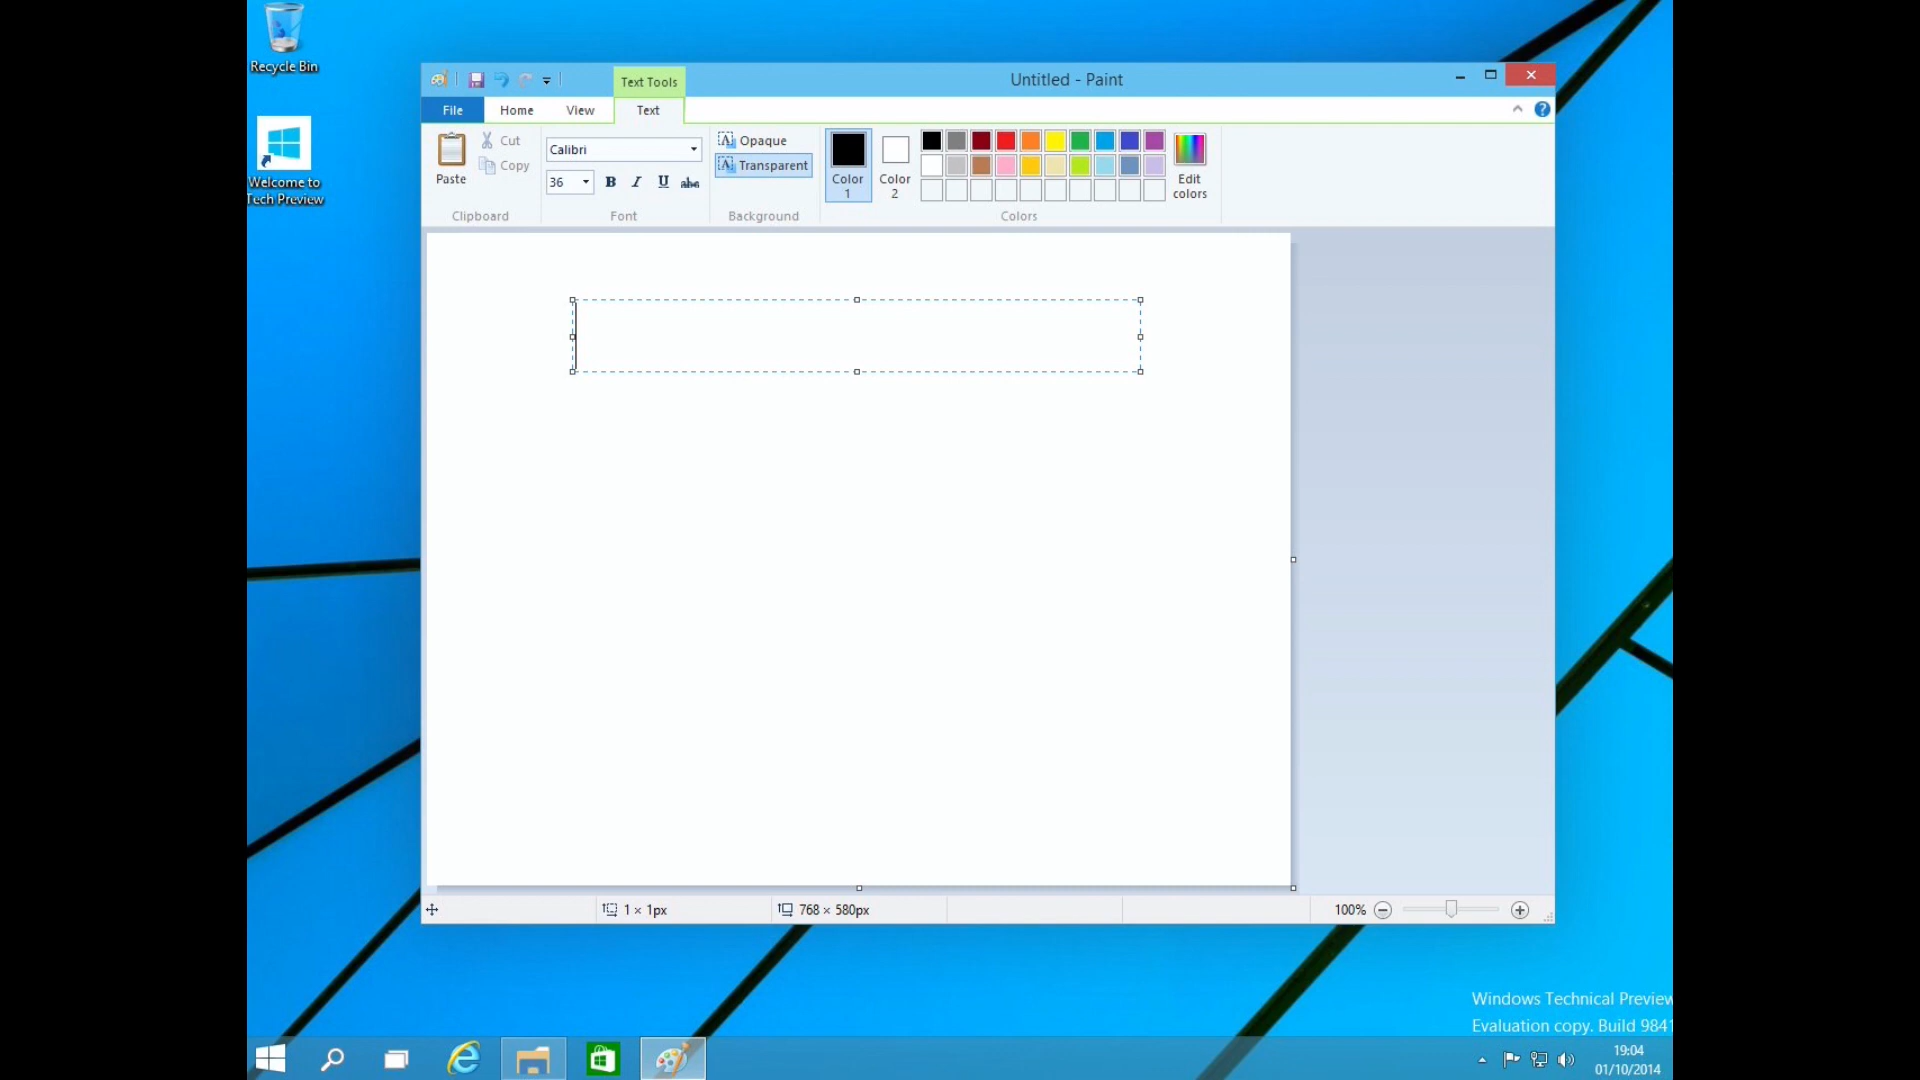 Recycle Bin
Welcome to
Tech Preview
Text Tools
Untitled - Paint
File Home View Text
Paste
Cut
Copy
Clipboard
Calibri
36 B I U abc
Font
Opaque
Transparent
Background
Color
1
Color
2
Edit
colors
Colors
1 × 1px
768 × 580px
100%
Windows Technical Preview
Evaluation copy. Build 9841
19:04
01/10/2014